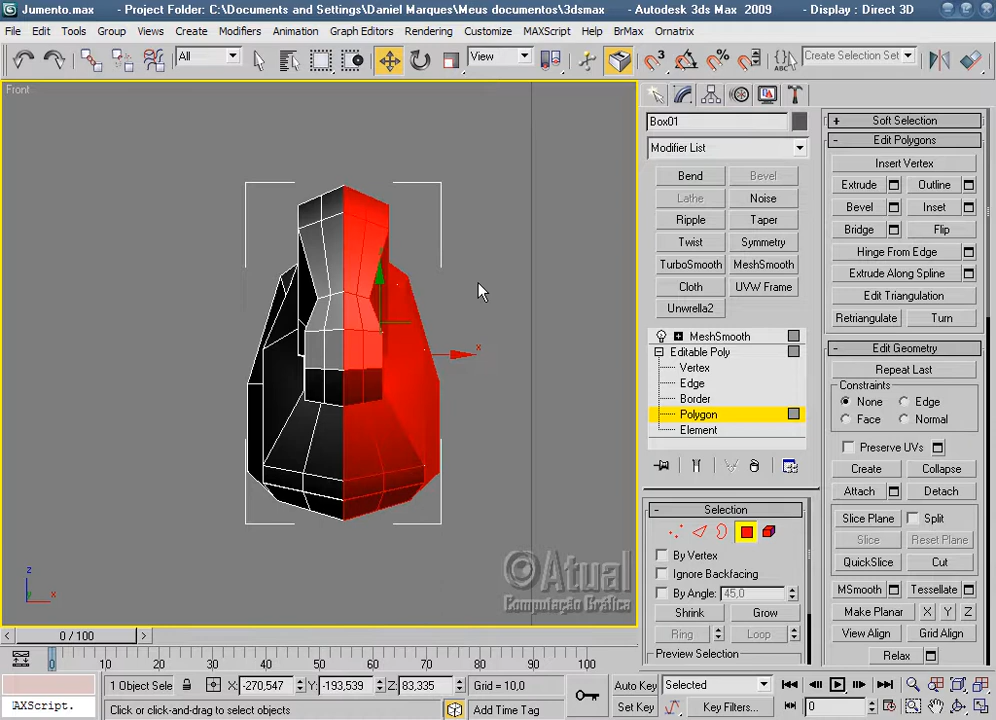 Jumento.max - Project Folder: C:\Documents and Settings\Daniel Marques\Meus documentos\3dsmax - Autodesk 3ds Max 2009 - Display : Direct 3D
File Edit Tools Group Views Create Modifiers Animation Graph Editors Rendering Customize MAXScript Help BrMax Ornatrix
All View Create Selection Set
Front
Box01
Modifier List
Bend Bevel
Lathe Noise
Ripple Taper
Twist Symmetry
TurboSmooth MeshSmooth
Cloth UVW Frame
Unwrella2
MeshSmooth
Editable Poly
Vertex
Edge
Border
Polygon
Element
- Selection
By Vertex
Ignore Backfacing
By Angle: 45,0
Shrink Grow
Ring Loop
Preview Selection
+ Soft Selection
- Edit Polygons
Insert Vertex
Extrude Outline
Bevel Inset
Bridge Flip
Hinge From Edge
Extrude Along Spline
Edit Triangulation
Retriangulate Turn
- Edit Geometry
Repeat Last
Constraints
None Edge
Face Normal
Preserve UVs
Create Collapse
Attach Detach
Slice Plane Split
Slice Reset Plane
QuickSlice Cut
MSmooth Tessellate
Make Planar X Y Z
View Align Grid Align
Relax
x
z
x
©Atual
Computação Gráfica
< 0 / 100 >
0 10 20 30 40 50 60 70 80 90 100
1 Object Sele X: -270,547 Y: -193,539 Z: 83,335 Grid = 10,0 Auto Key Selected
AXScript. Click or click-and-drag to select objects Add Time Tag Set Key Key Filters... 0